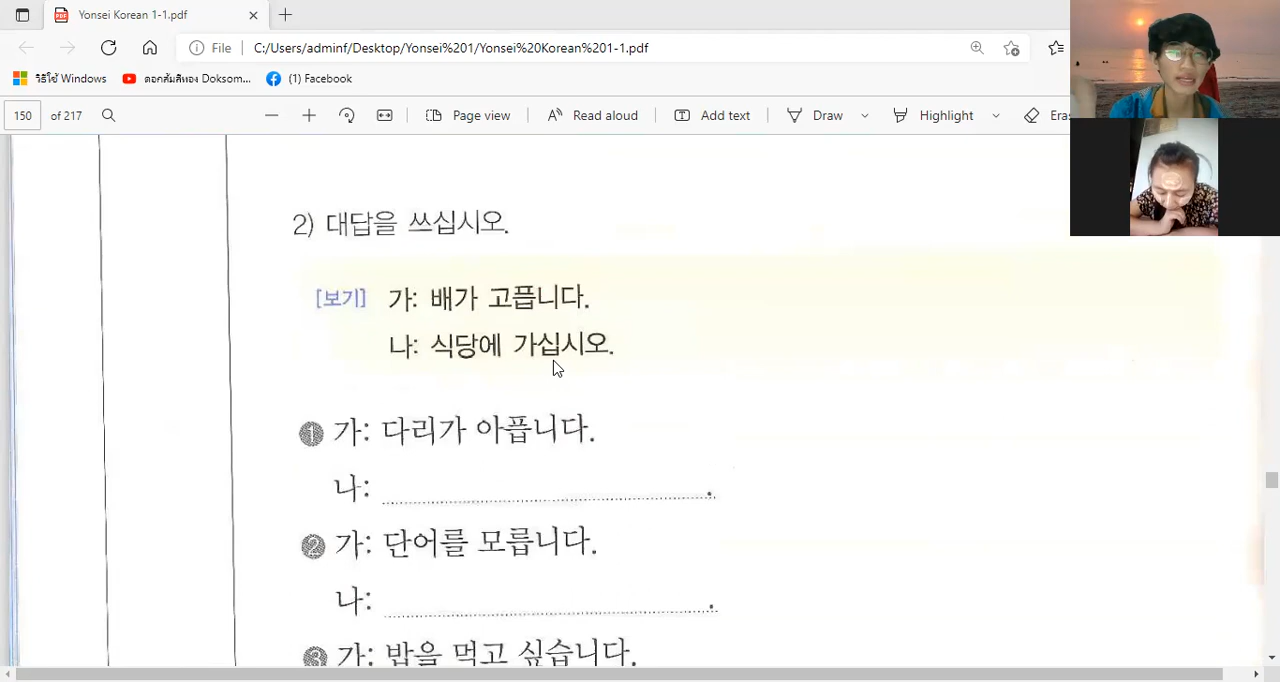 Yonsei Korean 1-1.pdf
File
C:/Users/adminf/Desktop/Yonsei%201/Yonsei%20Korean%201-1.pdf
วิธีใช้ Windows
ดอกส้มสีทอง Doksom...
(1) Facebook
150 of 217
Page view
Read aloud
Add text
Draw
Highlight
Eras
2) 대답을 쓰십시오.
[보기] 가: 배가 고픕니다.
나: 식당에 가십시오.
1 가: 다리가 아픕니다.
나: .
2 가: 단어를 모릅니다.
나: .
3 가: 밥을 먹고 싶습니다.